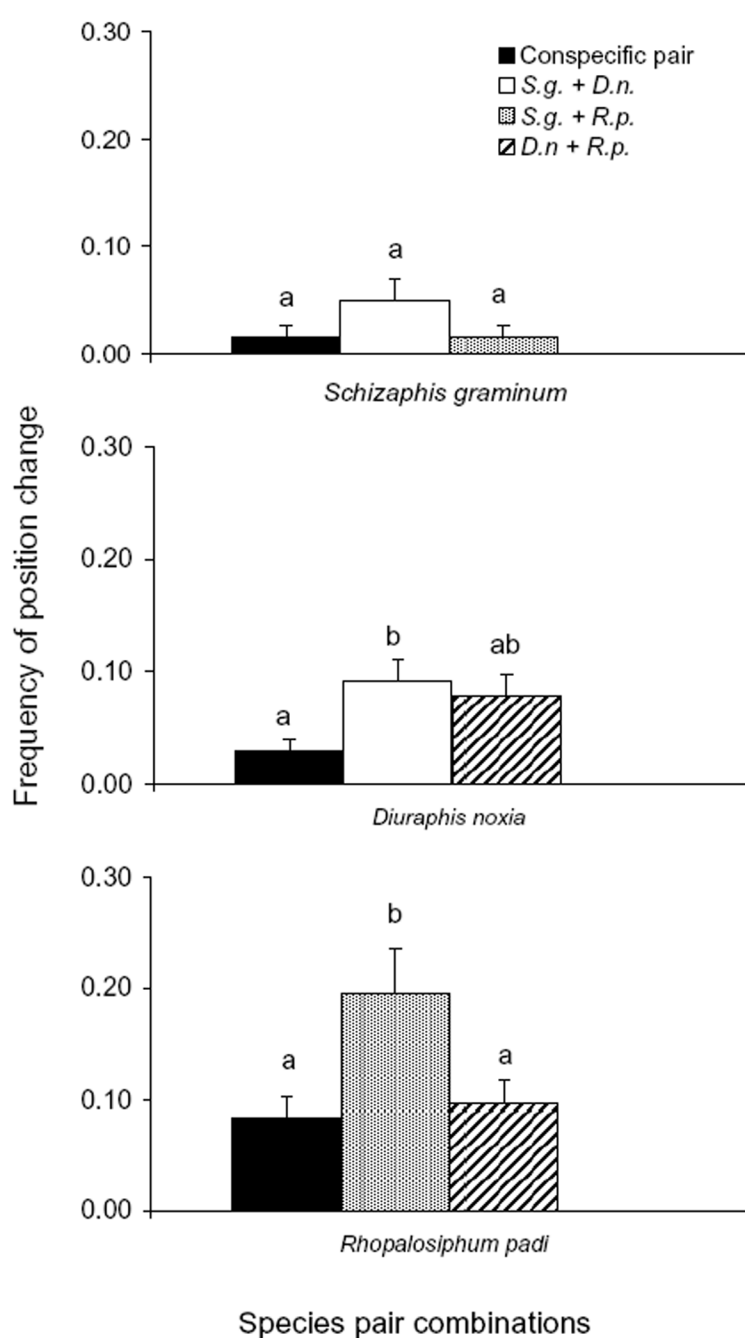 0.30
Conspecific pair
S.g. + D.n.
S.g. + R.p.
D.n + R.p.
0.20
0.10
a
a
a
0.00
Schizaphis graminum
Frequency of position change
0.30
0.20
0.10
a
b
ab
0.00
Diuraphis noxia
0.30
0.20
0.10
a
b
a
0.00
Rhopalosiphum padi
Species pair combinations